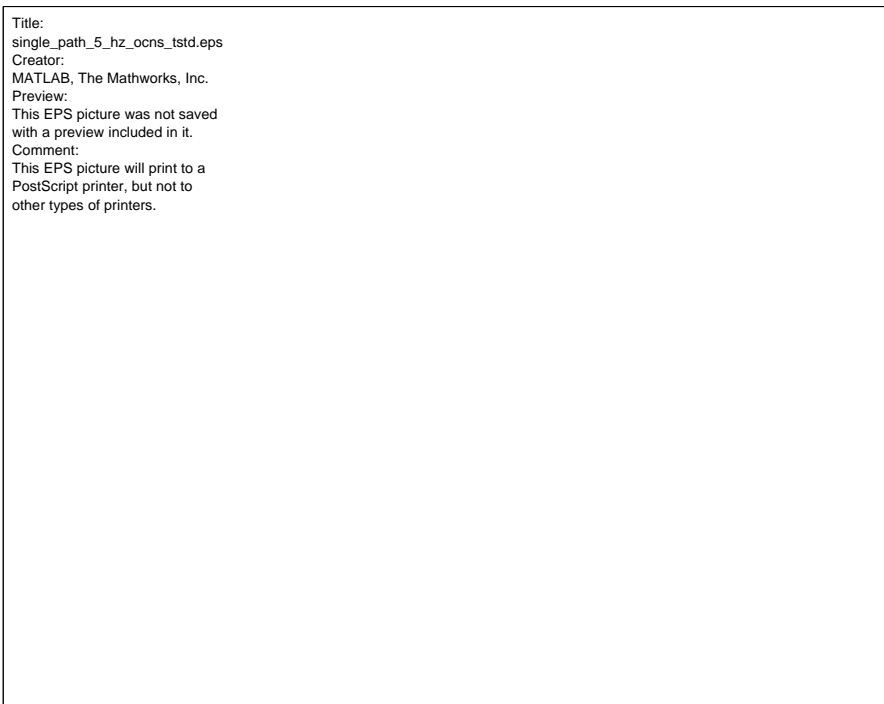 Title:
single_path_5_hz_ocns_tstd.eps
Creator:
MATLAB, The Mathworks, Inc.
Preview:
This EPS picture was not saved
with a preview included in it.
Comment:
This EPS picture will print to a
PostScript printer, but not to
other types of printers.